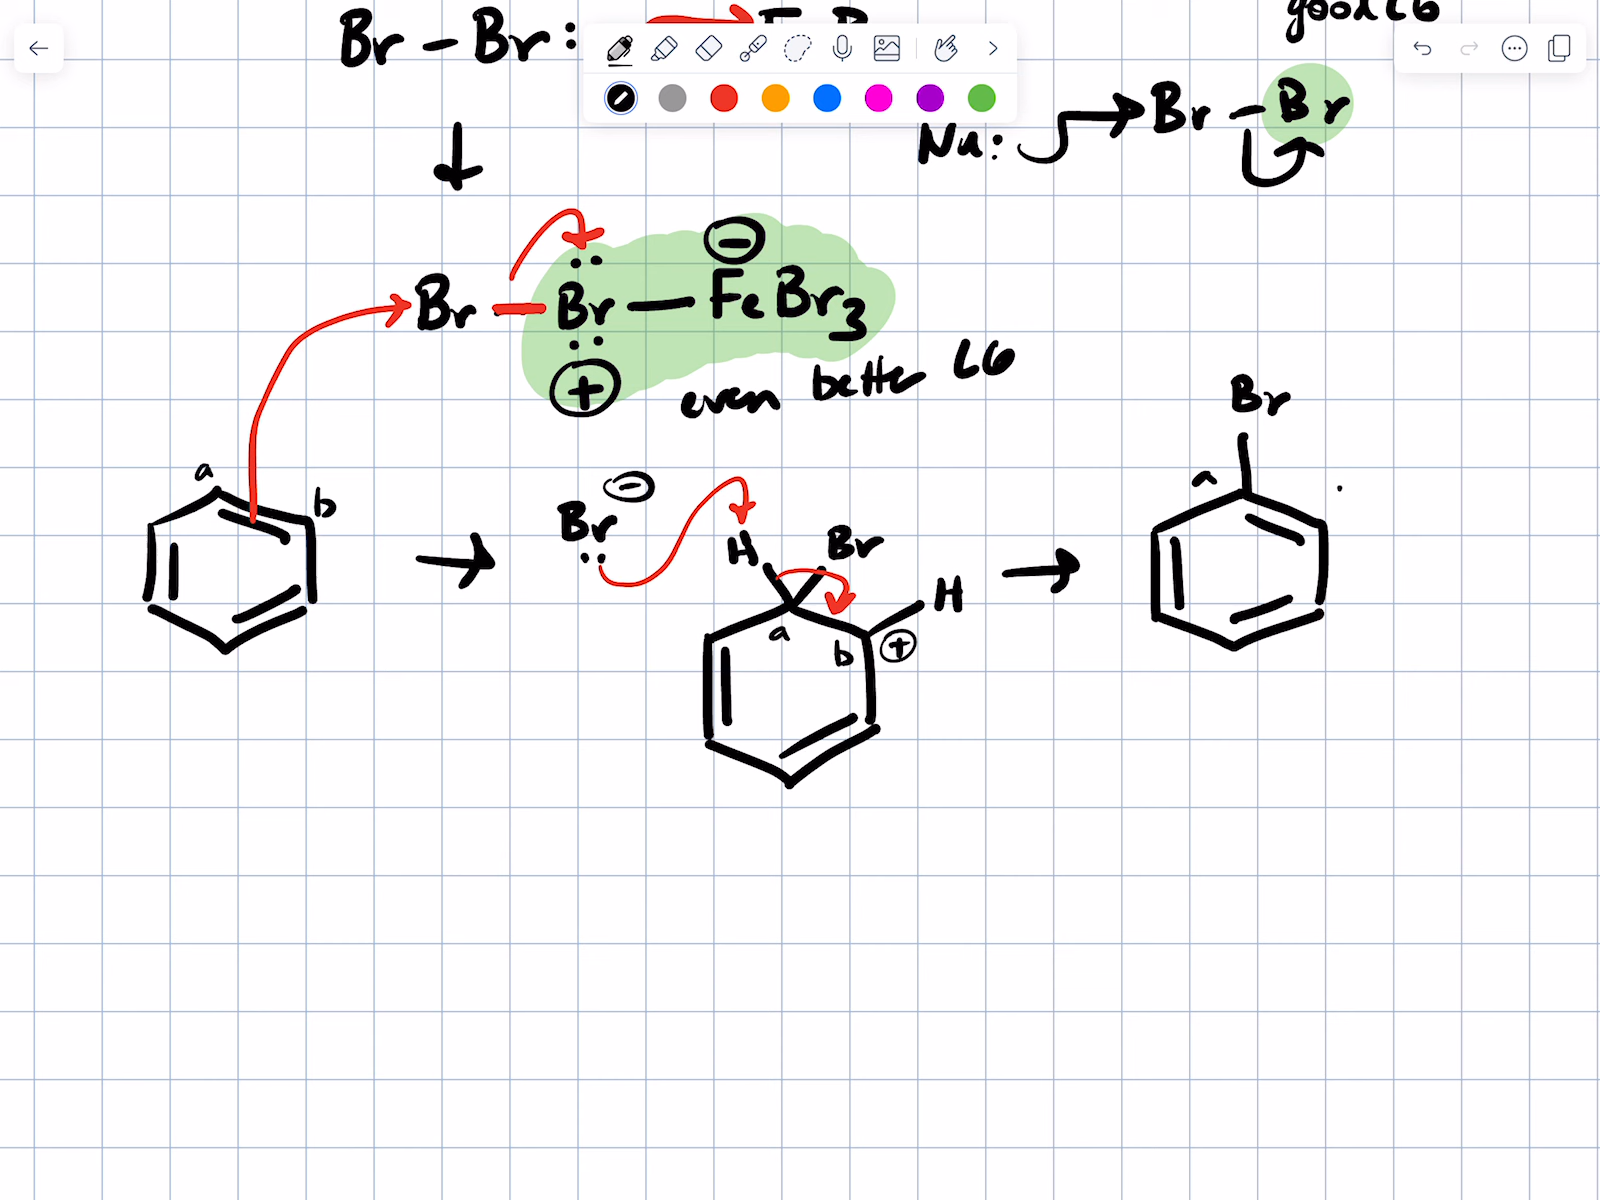 good LG
Br - Br:
Br - Br
Nu:
⊖
Br - Br - FeBr3
⊕
even better LG
Br
a
b
Br ⊖
H Br
H
a
b ⊕
a